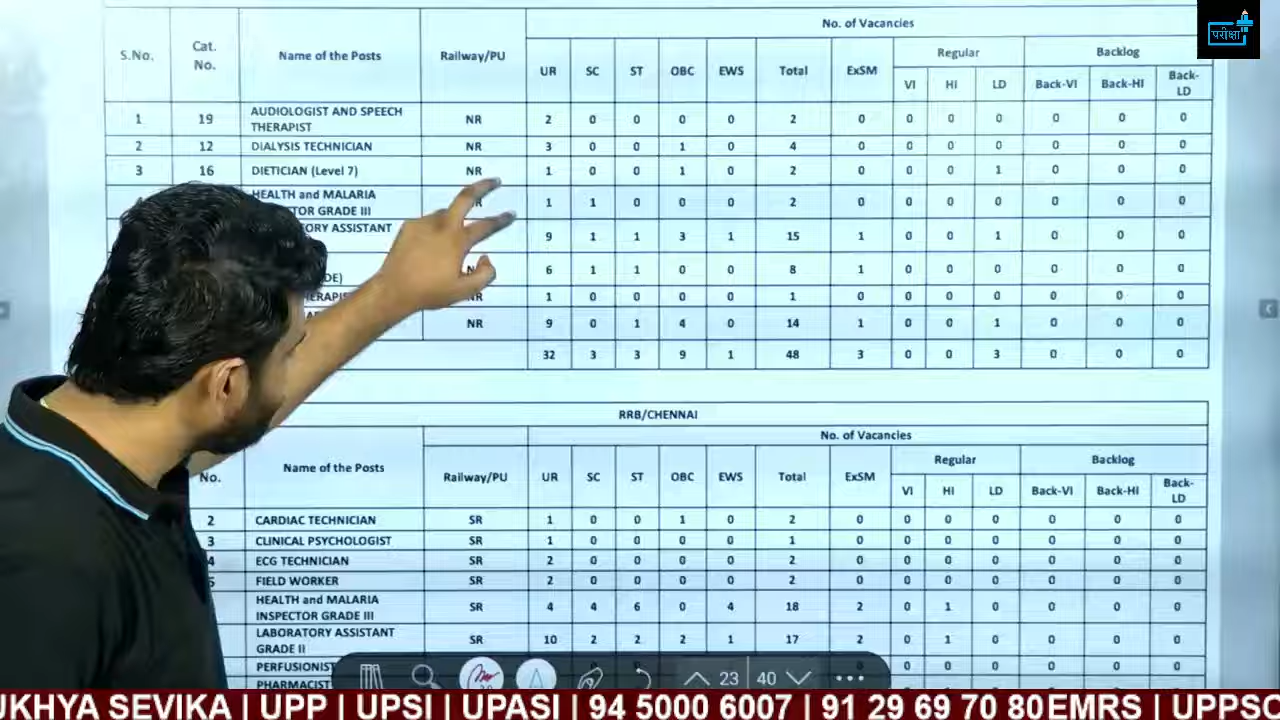 परीक्षा
No. of Vacancies
S.No. Cat. No. Name of the Posts Railway/PU UR SC ST OBC EWS Total ExSM Regular Backlog
VI HI LD Back-VI Back-HI Back-LD
1 19 AUDIOLOGIST AND SPEECH THERAPIST NR 2 0 0 0 0 2 0 0 0 0 0 0 0
2 12 DIALYSIS TECHNICIAN NR 3 0 0 1 0 4 0 0 0 0 0 0 0
3 16 DIETICIAN (Level 7) NR 1 0 0 1 0 2 0 0 0 1 0 0 0
HEALTH and MALARIA
GRADE III 1 1 0 0 0 2 0 0 0 0 0 0 0
ASSISTANT 9 1 1 3 1 15 1 0 0 1 0 0 0
6 1 1 0 0 8 1 0 0 0 0 0 0
NR 1 0 0 0 0 1 0 0 0 0 0 0 0
NR 9 0 1 4 0 14 1 0 0 1 0 0 0
32 3 3 9 1 48 3 0 0 3 0 0 0
RRB/CHENNAI
No. of Vacancies
No. Name of the Posts Railway/PU UR SC ST OBC EWS Total ExSM Regular Backlog
VI HI LD Back-VI Back-HI Back-LD
2 CARDIAC TECHNICIAN SR 1 0 0 1 0 2 0 0 0 0 0 0 0
3 CLINICAL PSYCHOLOGIST SR 1 0 0 0 0 1 0 0 0 0 0 0 0
4 ECG TECHNICIAN SR 2 0 0 0 0 2 0 0 0 0 0 0 0
5 FIELD WORKER SR 2 0 0 0 0 2 0 0 0 0 0 0 0
HEALTH and MALARIA INSPECTOR GRADE III SR 4 4 6 0 4 18 2 0 1 0 0 0 0
LABORATORY ASSISTANT GRADE II SR 10 2 2 2 1 17 2 0 1 0 0 0 0
PERFUSIONIST 0 0 0 0 0 0
PHARMACIST
23 40
UKHYA SEVIKA | UPP | UPSI | UPASI | 94 5000 6007 | 91 29 69 70 80 EMRS | UPPSC